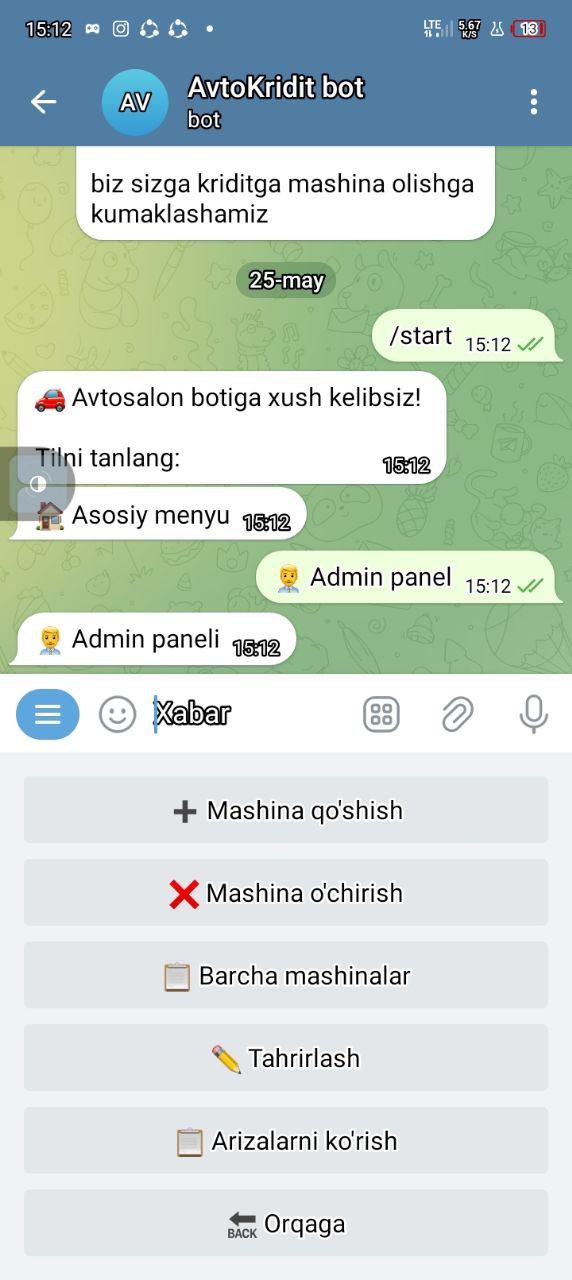 15:12
LTE
5.67
K/S
13
AV
AvtoKridit bot
bot
biz sizga kriditga mashina olishga
kumaklashamiz
25-may
/start 15:12
🚗 Avtosalon botiga xush kelibsiz!
Tilni tanlang: 15:12
🏠 Asosiy menyu 15:12
👨‍💼 Admin panel 15:12
👨‍💼 Admin paneli 15:12
Xabar
➕ Mashina qo'shish
❌ Mashina o'chirish
📋 Barcha mashinalar
✏️ Tahrirlash
📋 Arizalarni ko'rish
🔙 Orqaga